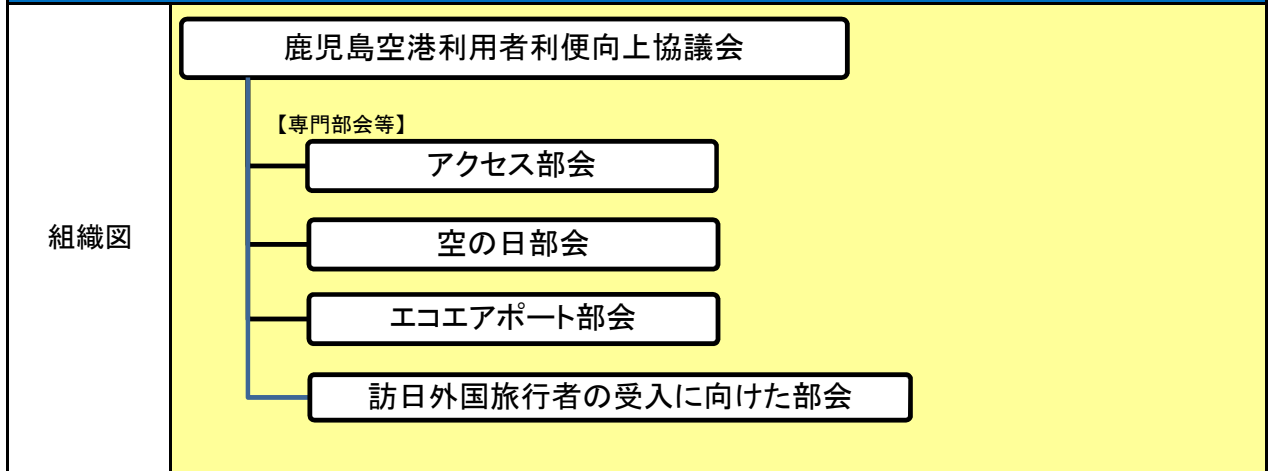 鹿児島空港利用者利便向上協議会
【専門部会等】
アクセス部会
組織図
空の日部会
エコエアポート部会
訪日外国旅行者の受入に向けた部会